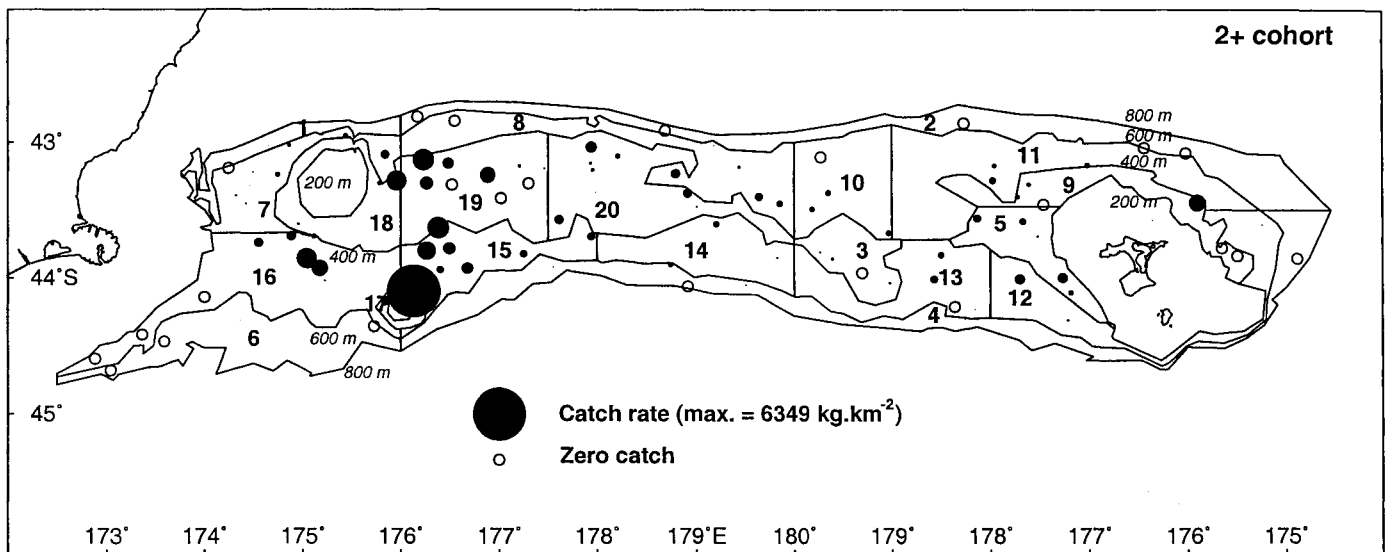 2+ cohort
800 m
600 m
400 m
200 m
43°
44°S
45°
1
8
2
11
9
10
7
18
19
20
5
200 m
200 m
400 m
16
15
14
3
13
12
17
4
6
600 m
800 m
Catch rate (max. = 6349 kg.km-2)
Zero catch
173° 174° 175° 176° 177° 178° 179°E 180° 179° 178° 177° 176° 175°